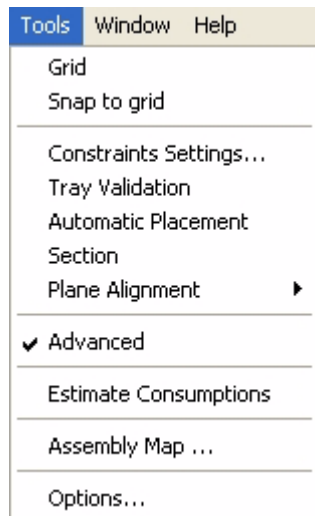 Tools Window Help
Grid
Snap to grid
Constraints Settings...
Tray Validation
Automatic Placement
Section
Plane Alignment
Advanced
Estimate Consumptions
Assembly Map ...
Options...